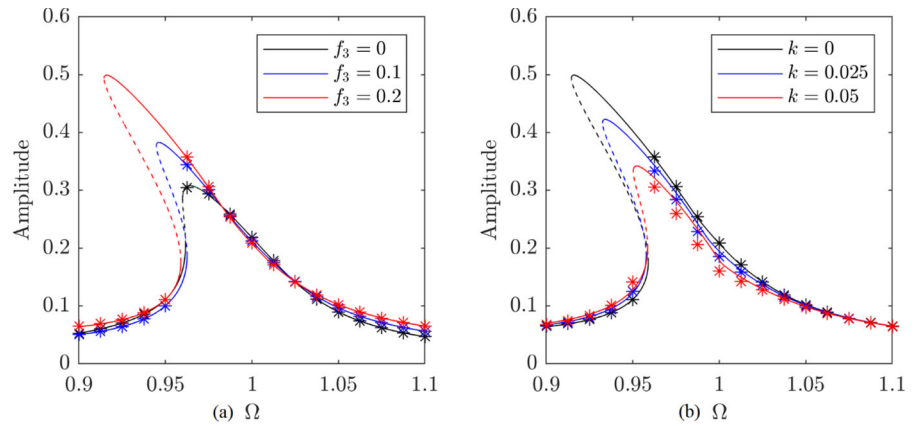 0.6
0.5
0.4
0.3
0.2
0.1
0
Amplitude
f₃ = 0
f₃ = 0.1
f₃ = 0.2
0.9
0.95
1
1.05
1.1
(a) Ω
0.6
0.5
0.4
0.3
0.2
0.1
0
Amplitude
k = 0
k = 0.025
k = 0.05
0.9
0.95
1
1.05
1.1
(b) Ω